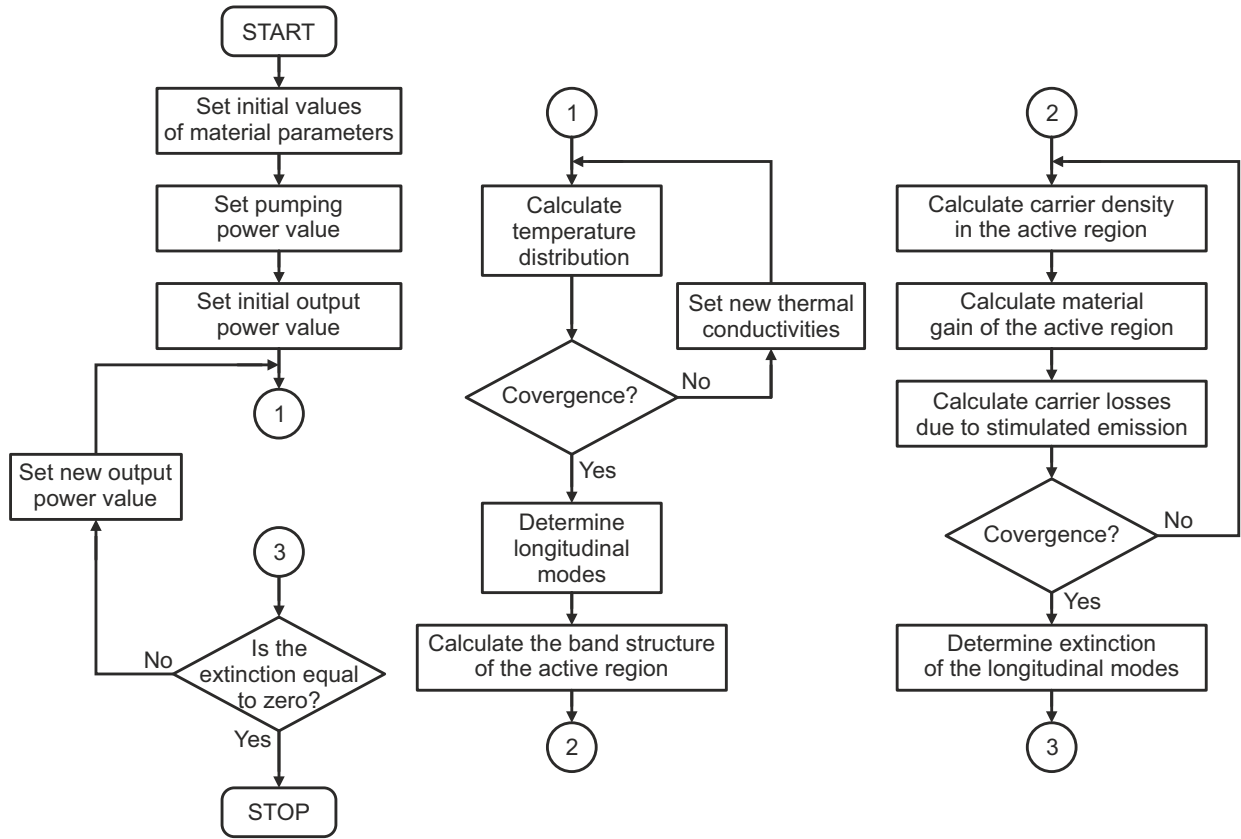 START
Set initial values
of material parameters
Set pumping
power value
Set initial output
power value
1
Set new output
power value
3
Is the
extinction equal
to zero?
No
Yes
STOP
1
Calculate
temperature
distribution
Set new thermal
conductivities
Covergence?
No
Yes
Determine
longitudinal
modes
Calculate the band structure
of the active region
2
2
Calculate carrier density
in the active region
Calculate material
gain of the active region
Calculate carrier losses
due to stimulated emission
Covergence?
No
Yes
Determine extinction
of the longitudinal modes
3